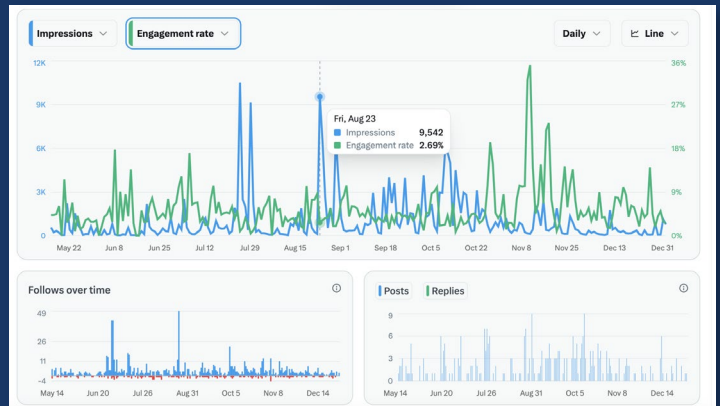 Impressions Engagement rate Daily Line
12K 36%
9K 27%
6K 18%
3K 9%
0 0%
Fri, Aug 23
Impressions 9,542
Engagement rate 2.69%
May 22 Jun 8 Jun 25 Jul 12 Jul 29 Aug 15 Sep 1 Sep 18 Oct 5 Oct 22 Nov 8 Nov 25 Dec 13 Dec 31
Follows over time
49
26
11
-4
May 14 Jun 20 Jul 26 Aug 31 Oct 5 Nov 8 Dec 14
Posts Replies
9
6
3
0
May 14 Jun 20 Jul 26 Aug 31 Oct 5 Nov 8 Dec 14